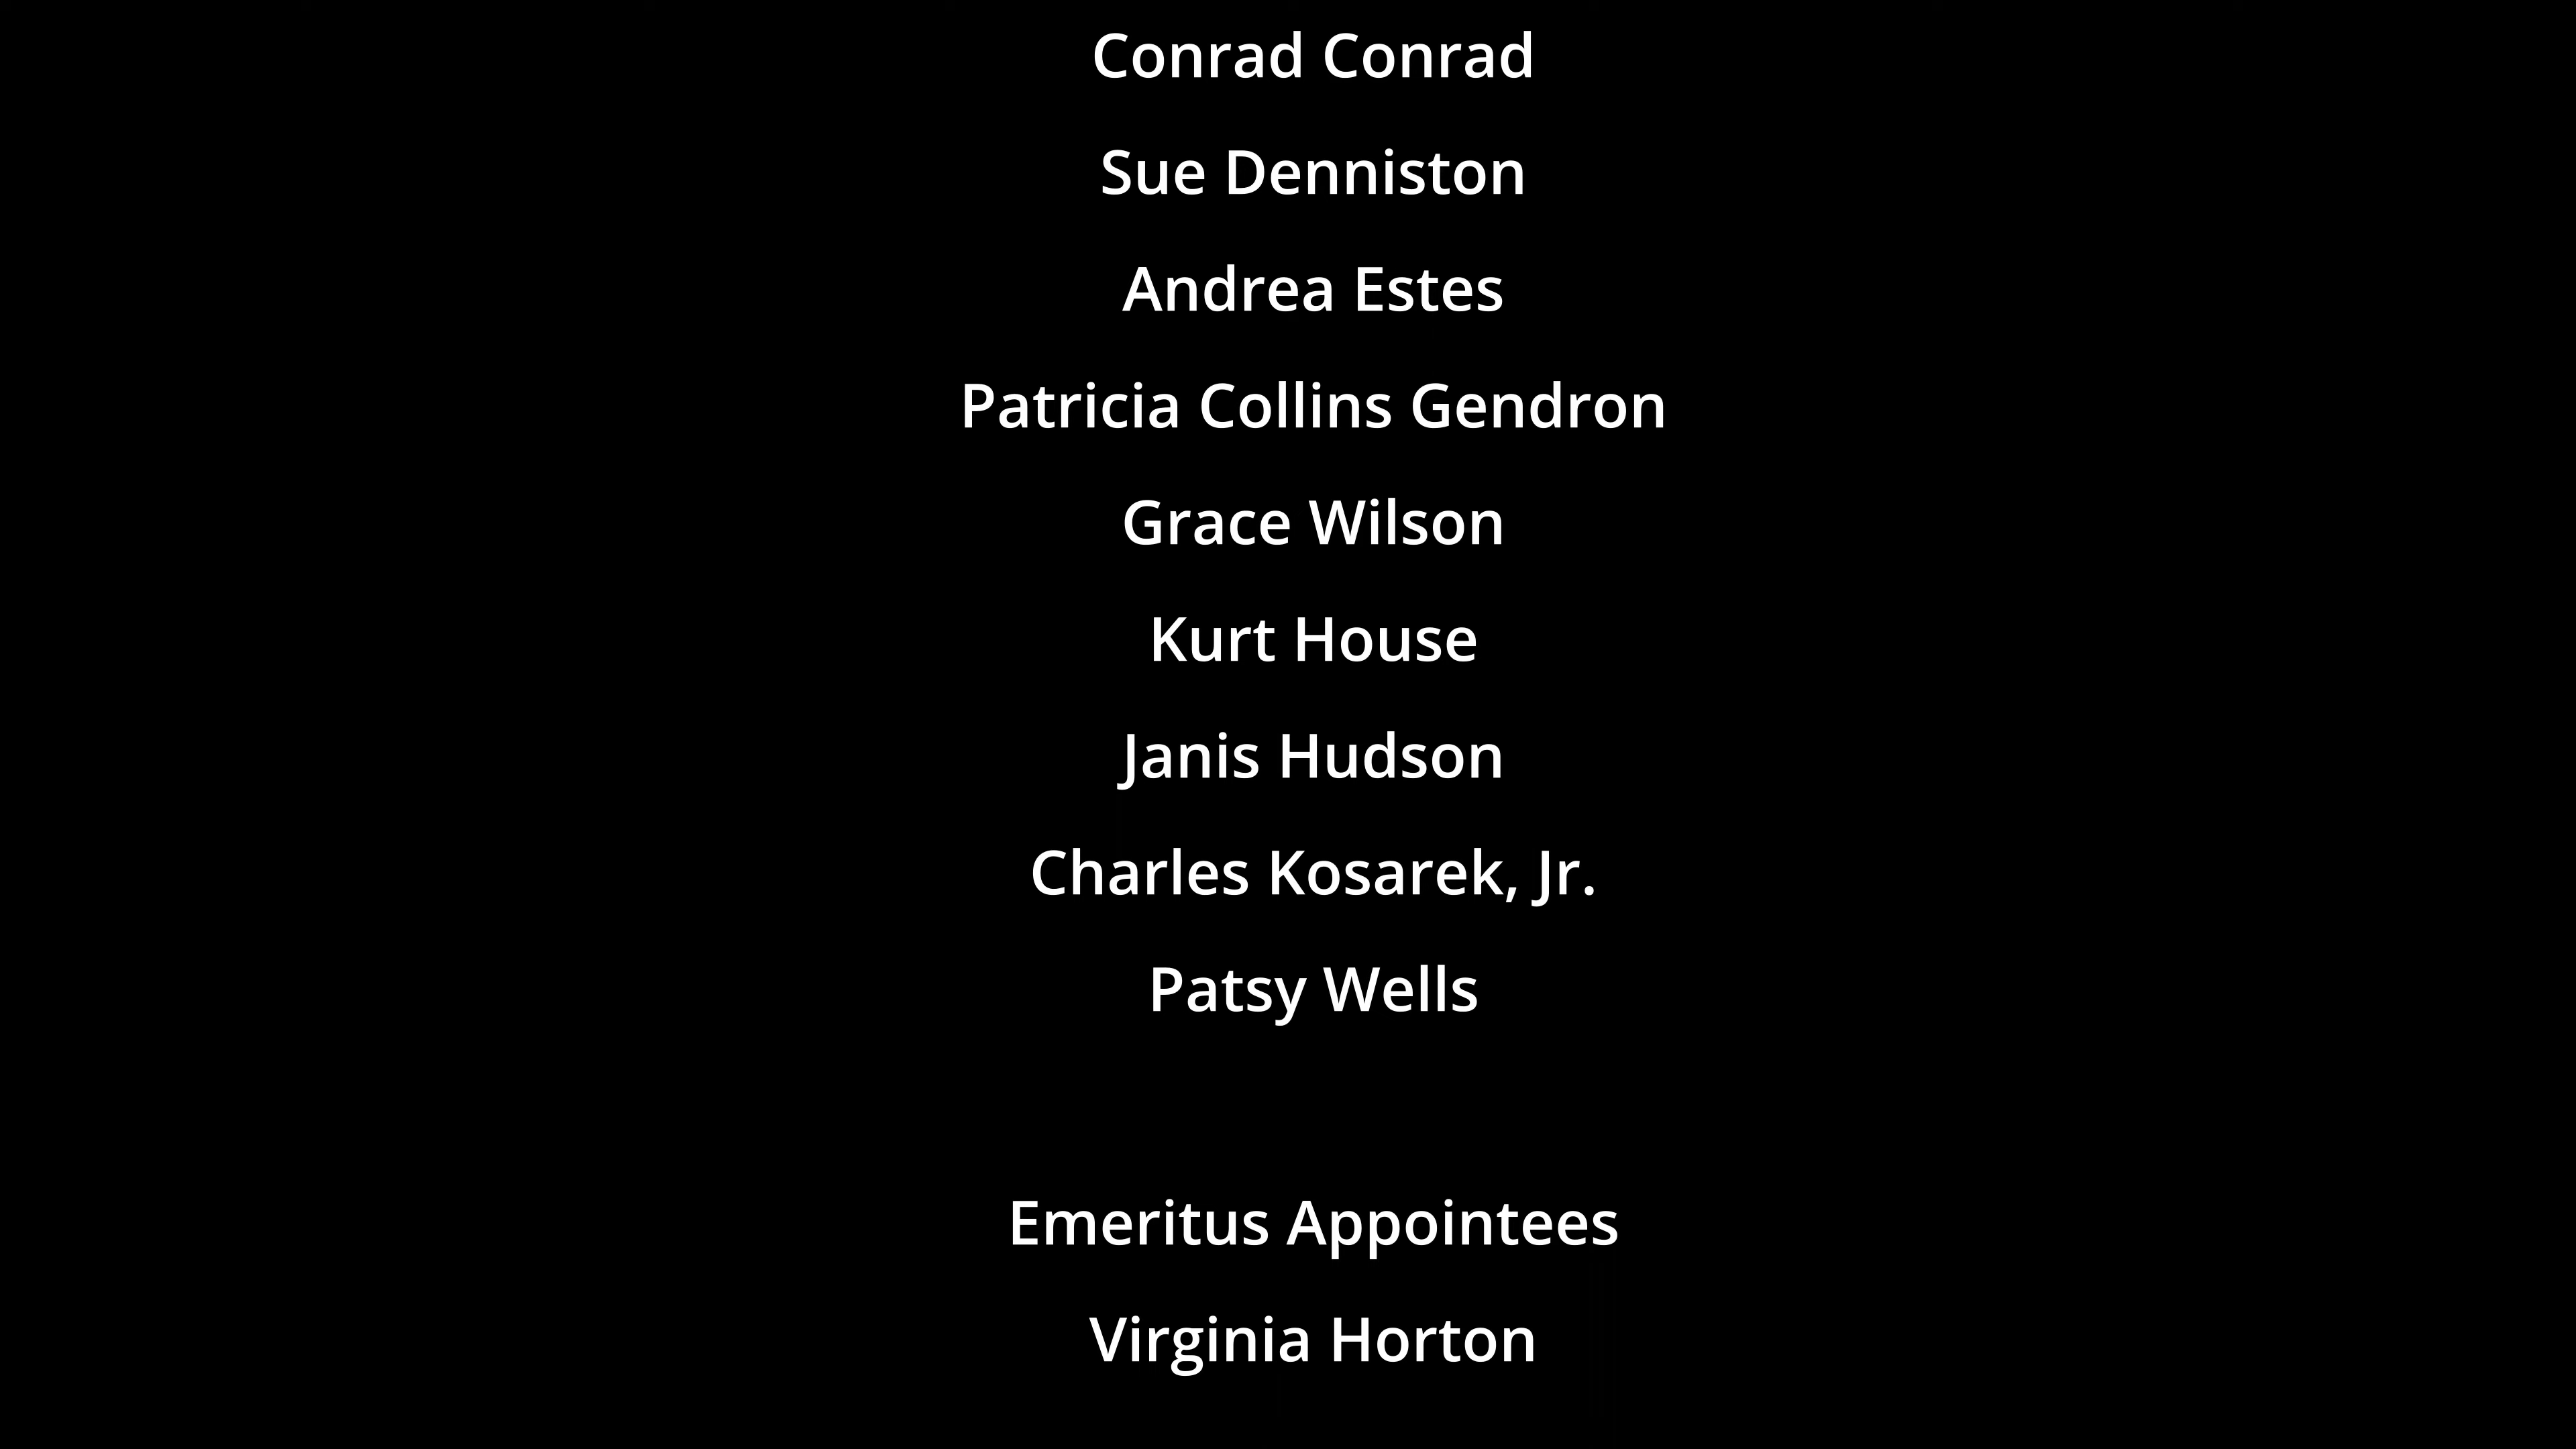 Conrad Conrad
Sue Denniston
Andrea Estes
Patricia Collins Gendron
Grace Wilson
Kurt House
Janis Hudson
Charles Kosarek, Jr.
Patsy Wells
Emeritus Appointees
Virginia Horton